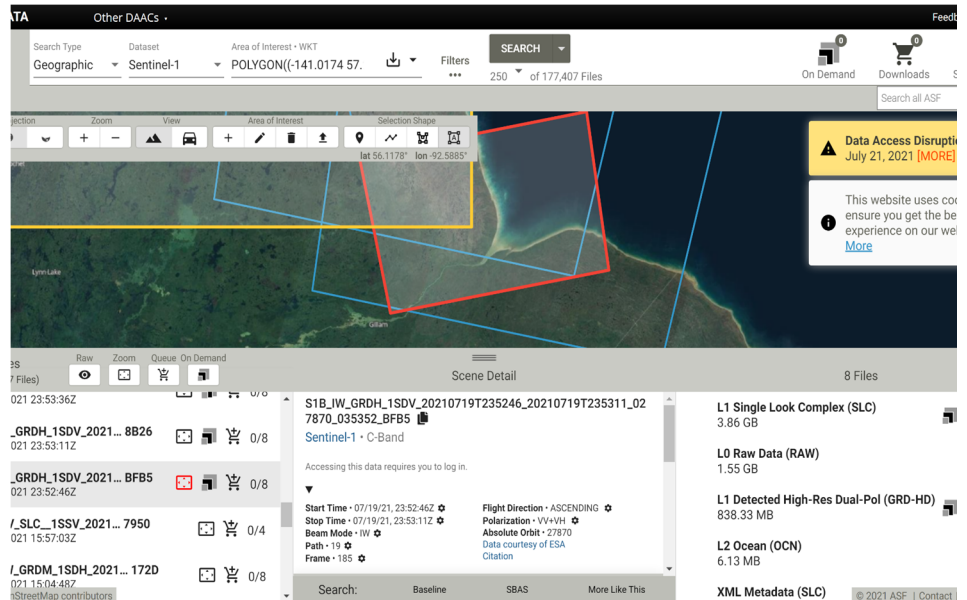 ATA Other DAACs Feedb
Search Type Dataset Area of Interest • WKT
Geographic Sentinel-1 POLYGON((-141.0174 57. Filters SEARCH
250 of 177,407 Files
0 0
On Demand Downloads S
Search all ASF
jection Zoom View Area of Interest Selection Shape
lat 56.1178° lon -92.5885°
Data Access Disruptio
July 21, 2021 [MORE]
This website uses coo
ensure you get the be
experience on our wel
More
Lynn Lake
Gillam
es Raw Zoom Queue On Demand
7 Files) Scene Detail 8 Files
021 23:53:36Z 0/8
_GRDH_1SDV_2021... 8B26
021 23:53:11Z 0/8
_GRDH_1SDV_2021... BFB5
021 23:52:46Z 0/8
/_SLC__1SSV_2021... 7950
021 15:57:03Z 0/4
/_GRDM_1SDH_2021... 172D
021 15:04:48Z 0/8
nStreetMap contributors
S1B_IW_GRDH_1SDV_20210719T235246_20210719T235311_02
7870_035352_BFB5
Sentinel-1 • C-Band
Accessing this data requires you to log in.
Start Time • 07/19/21, 23:52:46Z Flight Direction • ASCENDING
Stop Time • 07/19/21, 23:53:11Z Polarization • VV+VH
Beam Mode • IW Absolute Orbit • 27870
Path • 19 Data courtesy of ESA
Frame • 185 Citation
Search: Baseline SBAS More Like This
L1 Single Look Complex (SLC)
3.86 GB
L0 Raw Data (RAW)
1.55 GB
L1 Detected High-Res Dual-Pol (GRD-HD)
838.33 MB
L2 Ocean (OCN)
6.13 MB
XML Metadata (SLC)
© 2021 ASF | Contact